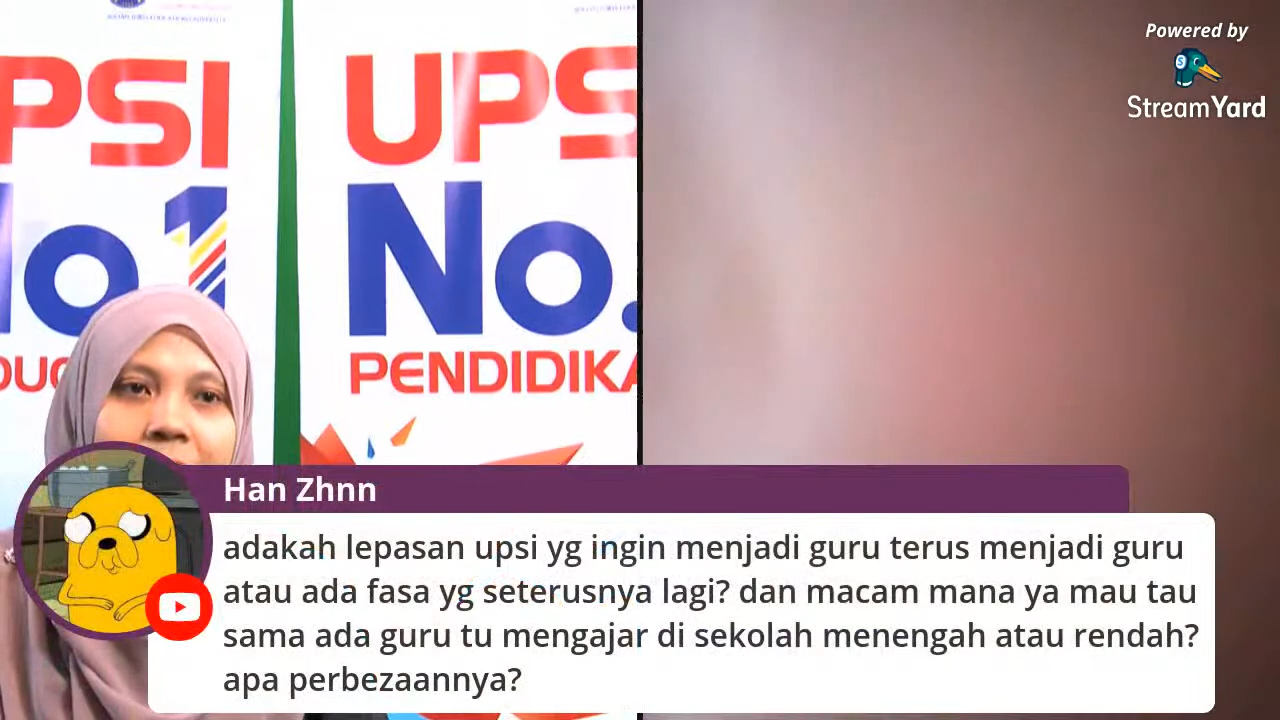 PSI
UPS
No.1
No.
PENDIDIKA
Powered by
StreamYard
Han Zhnn
adakah lepasan upsi yg ingin menjadi guru terus menjadi guru
atau ada fasa yg seterusnya lagi? dan macam mana ya mau tau
sama ada guru tu mengajar di sekolah menengah atau rendah?
apa perbezaannya?